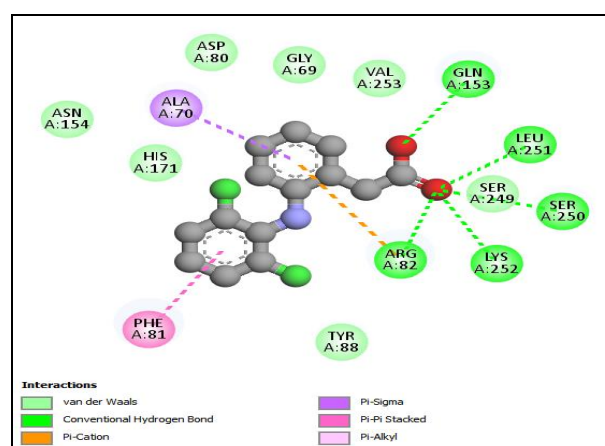 ASP
A:80
GLY
A:69
VAL
A:253
GLN
A:153
ALA
A:70
ASN
A:154
HIS
A:171
LEU
A:251
SER
A:249
SER
A:250
ARG
A:82
LYS
A:252
PHE
A:81
TYR
A:88
Interactions
van der Waals
Conventional Hydrogen Bond
Pi-Cation
Pi-Sigma
Pi-Pi Stacked
Pi-Alkyl